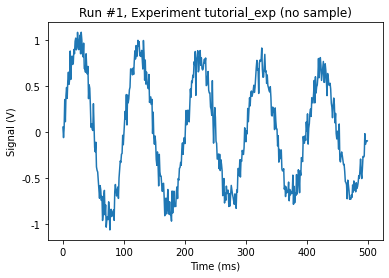 Run #1, Experiment tutorial_exp (no sample)
1
0.5
0
-0.5
-1
Signal (V)
0 100 200 300 400 500
Time (ms)